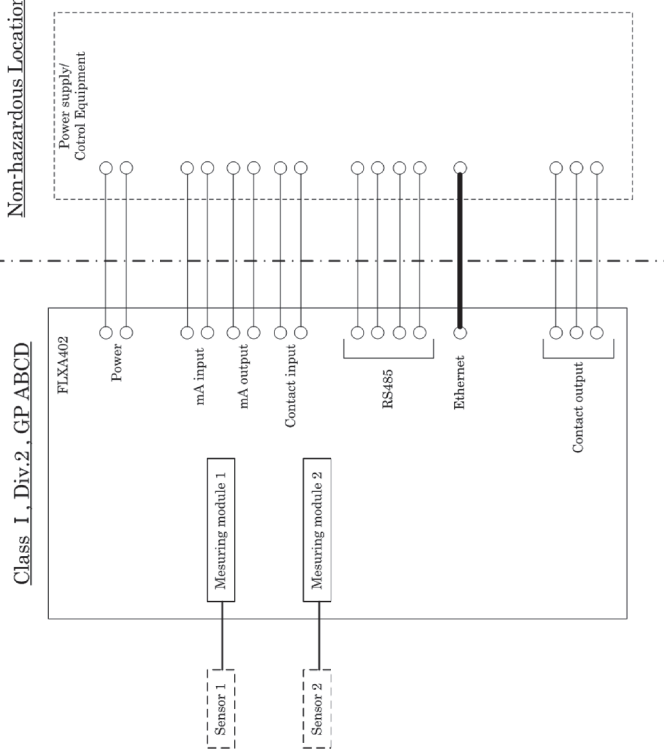 Non-hazardous Location
Power supply/
Cotrol Equipment
Class I , Div.2 , GP ABCD
FLXA402
Power
mA input
mA output
Contact input
RS485
Ethernet
Contact output
Mesuring module 1
Mesuring module 2
Sensor 1
Sensor 2